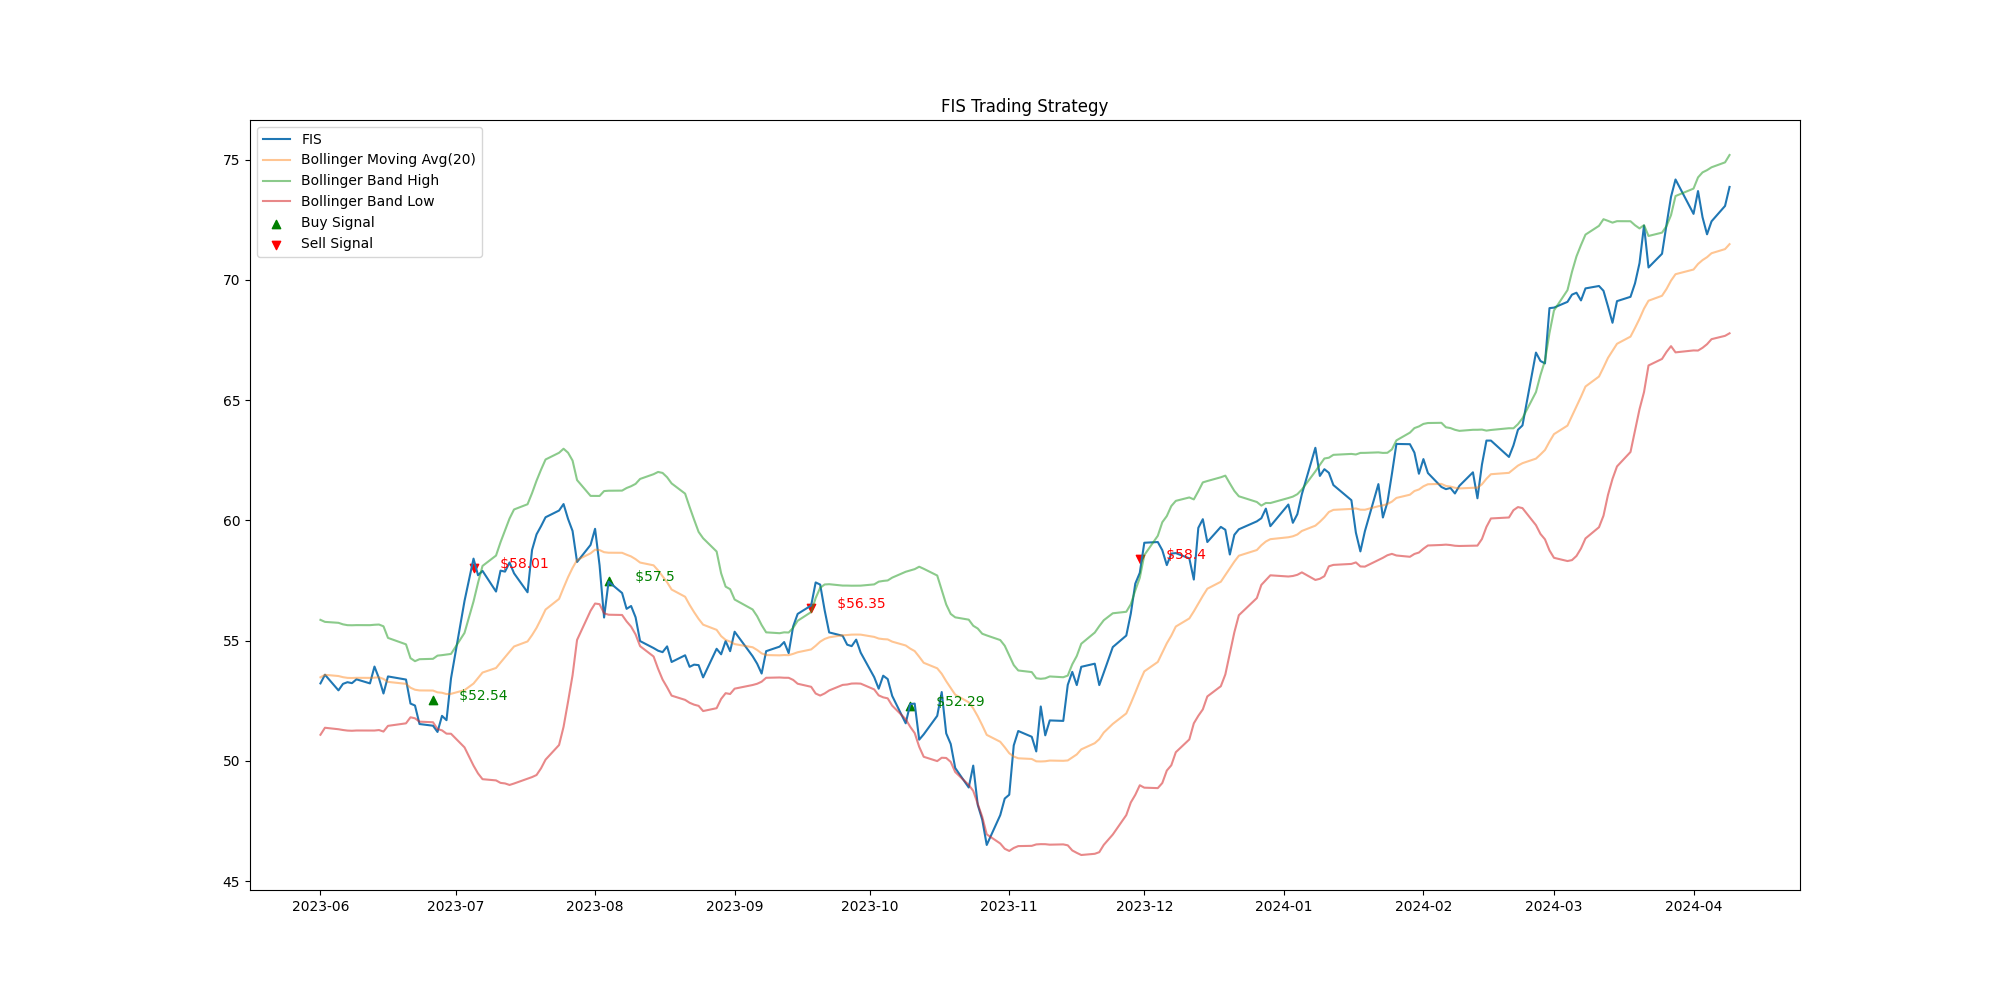 FIS Trading Strategy
FIS
Bollinger Moving Avg(20)
Bollinger Band High
Bollinger Band Low
Buy Signal
Sell Signal
75
70
65
60
55
50
45
$58.01
$52.54
$57.5
$56.35
$52.29
$58.4
2023-06 2023-07 2023-08 2023-09 2023-10 2023-11 2023-12 2024-01 2024-02 2024-03 2024-04